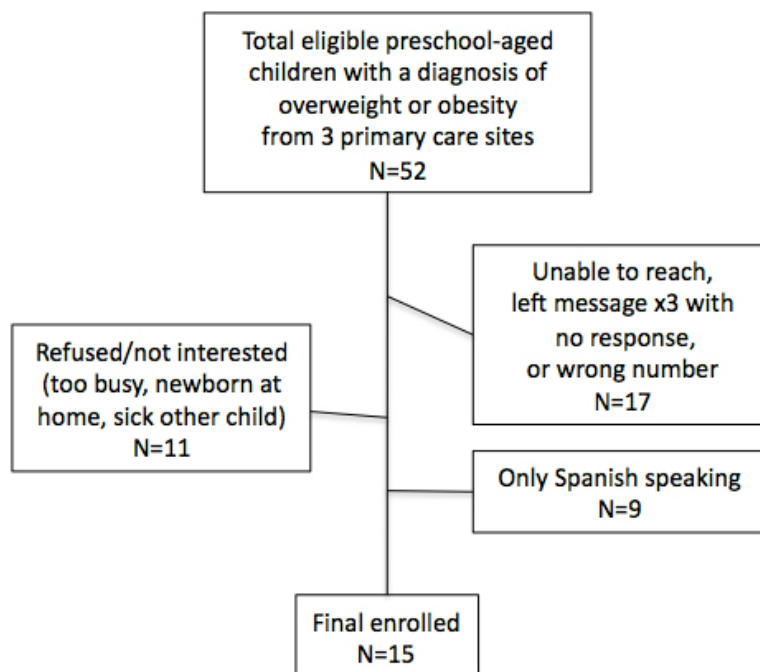 Total eligible preschool-aged
children with a diagnosis of
overweight or obesity
from 3 primary care sites
N=52
Unable to reach,
left message x3 with
no response,
or wrong number
N=17
Refused/not interested
(too busy, newborn at
home, sick other child)
N=11
Only Spanish speaking
N=9
Final enrolled
N=15